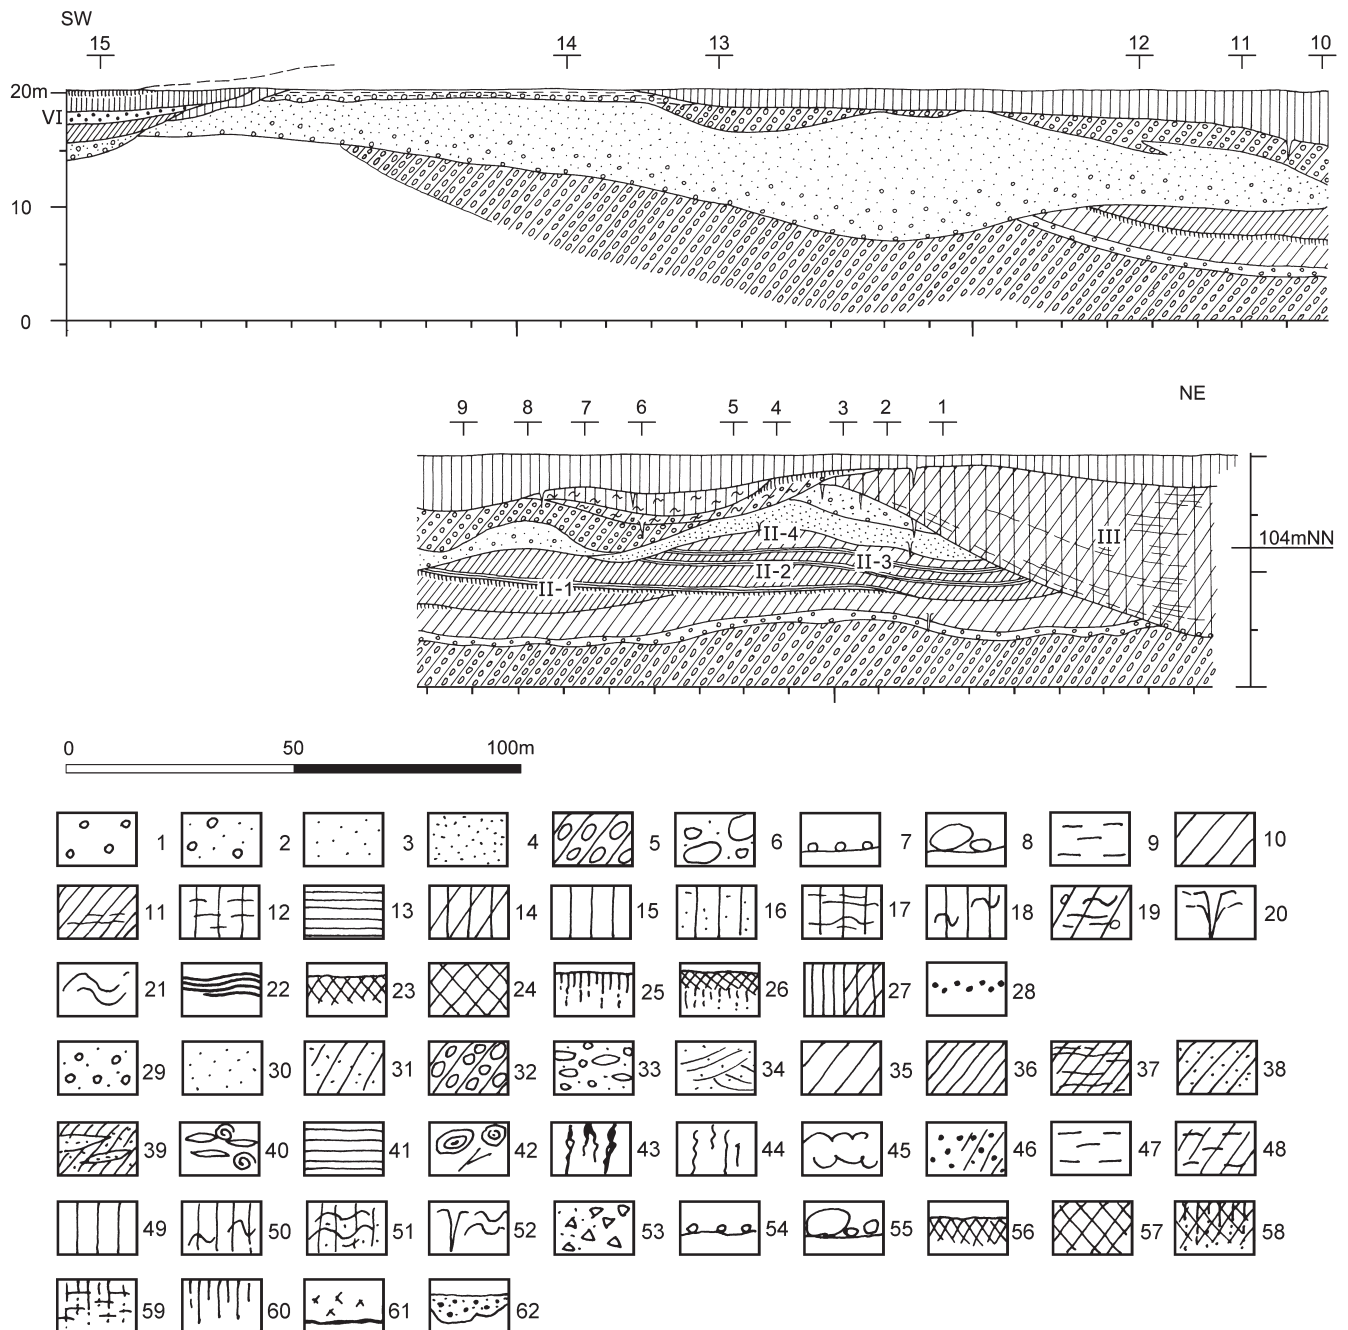 SW
15 14 13 12 11 10
20m
VI
10
0
NE
9 8 7 6 5 4 3 2 1
II-4
III
104mNN
II-3
II-2
II-1
0 50 100m
1 2 3 4 5 6 7 8 9 10
11 12 13 14 15 16 17 18 19 20
21 22 23 24 25 26 27 28
29 30 31 32 33 34 35 36 37 38
39 40 41 42 43 44 45 46 47 48
49 50 51 52 53 54 55 56 57 58
59 60 61 62